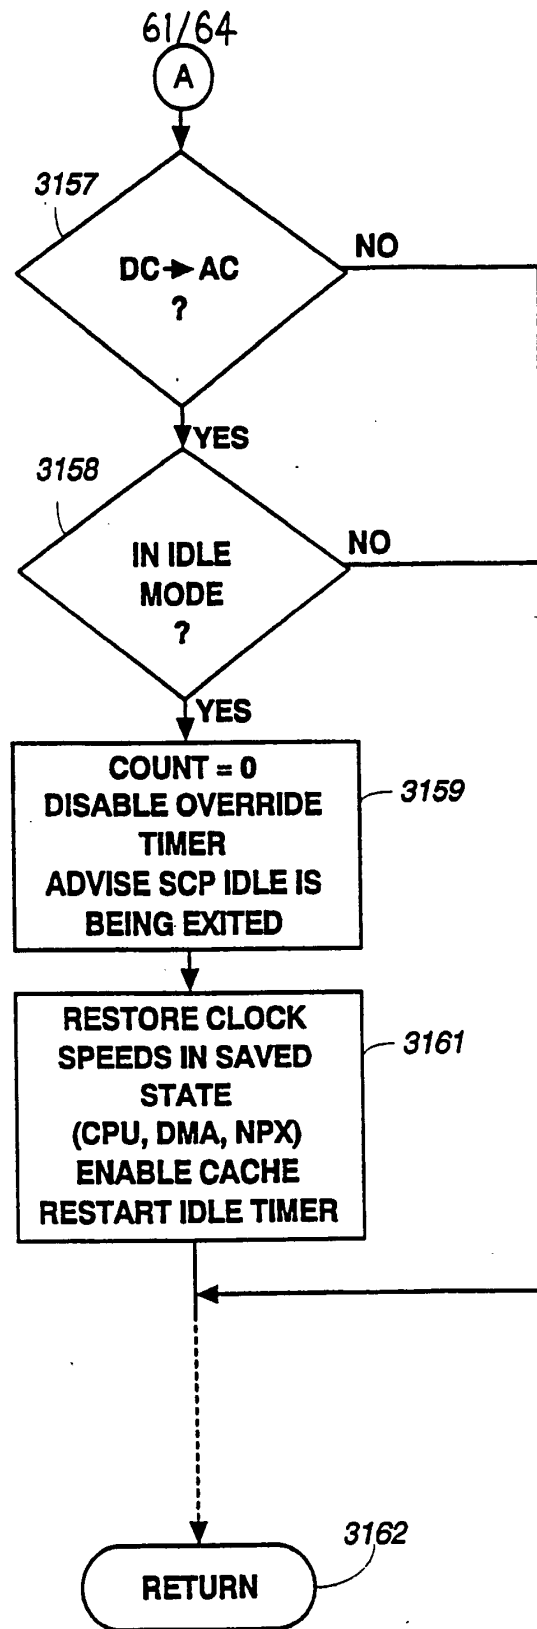 61/64
A
3157
DC→AC
?
NO
YES
3158
IN IDLE
MODE
?
NO
YES
COUNT = 0
DISABLE OVERRIDE
TIMER
ADVISE SCP IDLE IS
BEING EXITED
3159
RESTORE CLOCK
SPEEDS IN SAVED
STATE
(CPU, DMA, NPX)
ENABLE CACHE
RESTART IDLE TIMER
3161
3162
RETURN